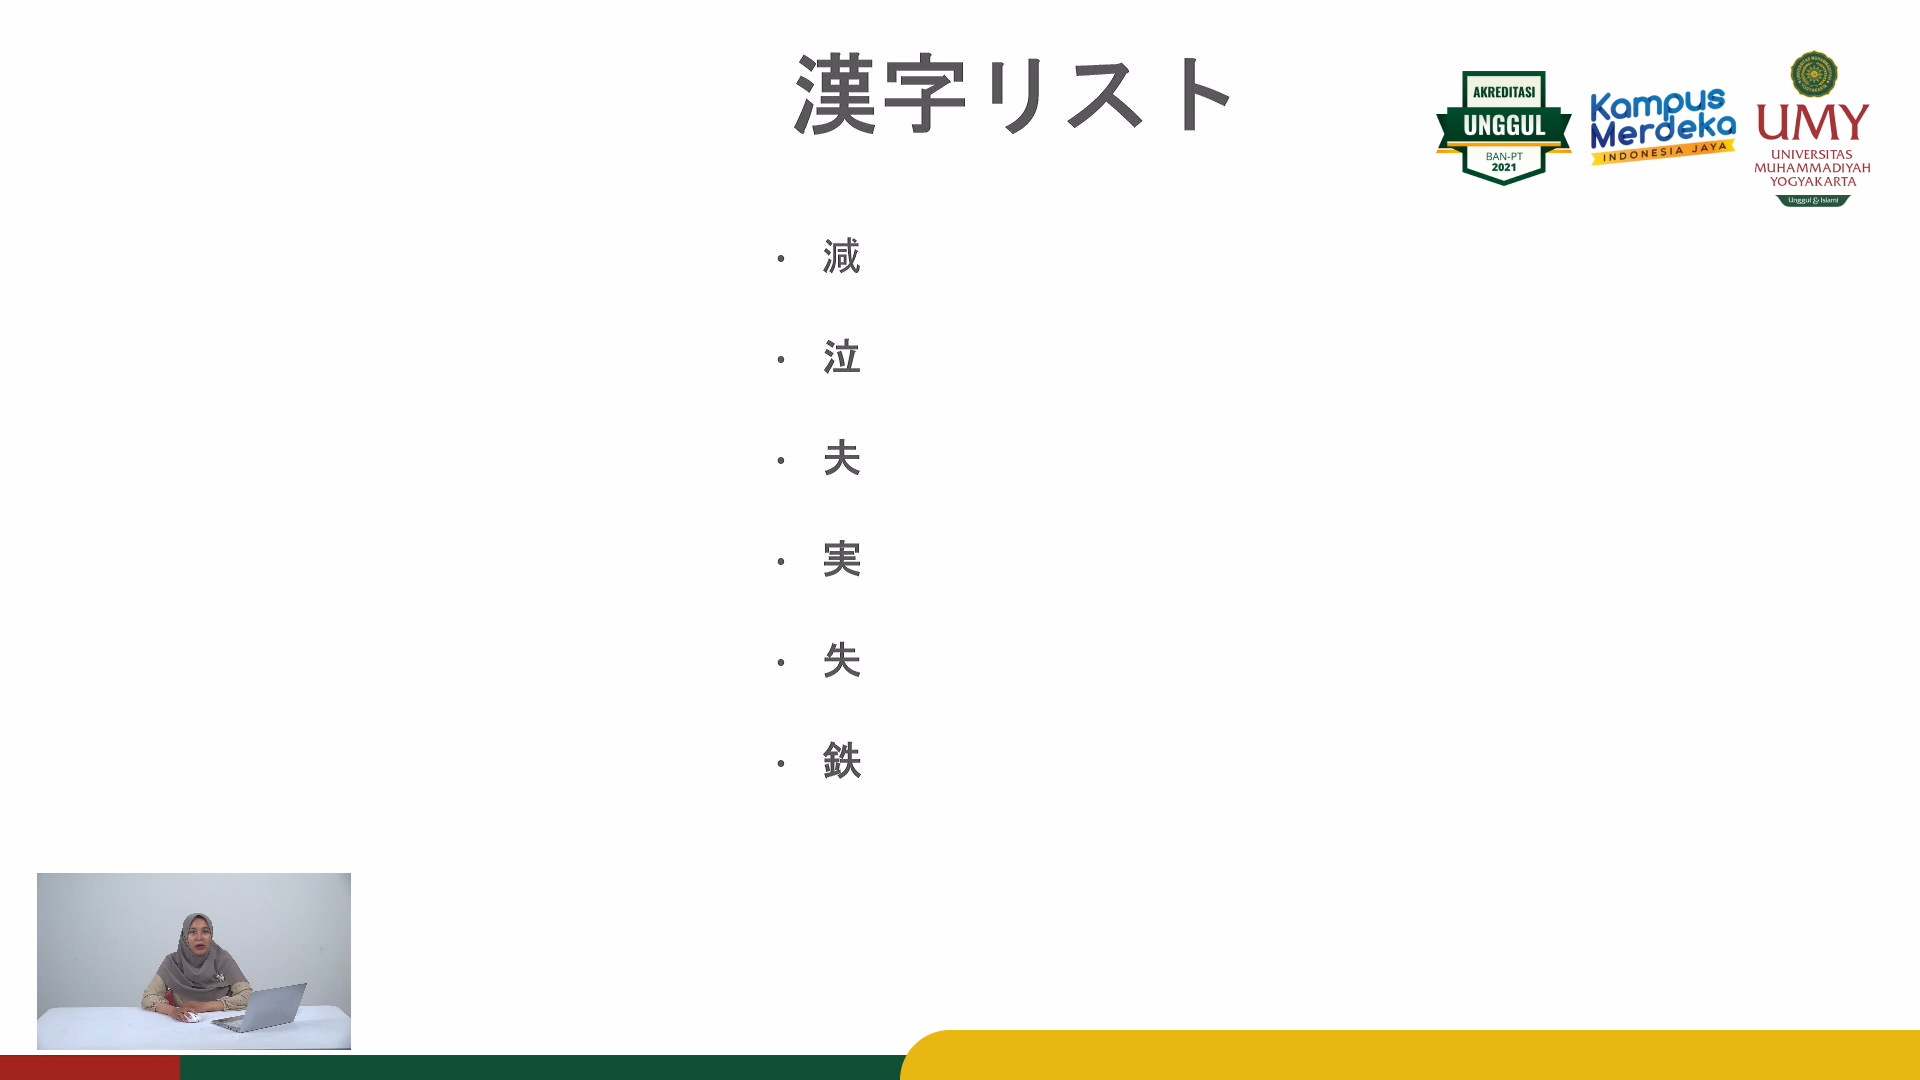 漢字リスト
AKREDITASI
UNGGUL
BAN-PT
2021
Kampus
Merdeka
INDONESIA JAYA
UMY
UNIVERSITAS
MUHAMMADIYAH
YOGYAKARTA
Unggul & Islami
• 減
• 泣
• 夫
• 実
• 失
• 鉄